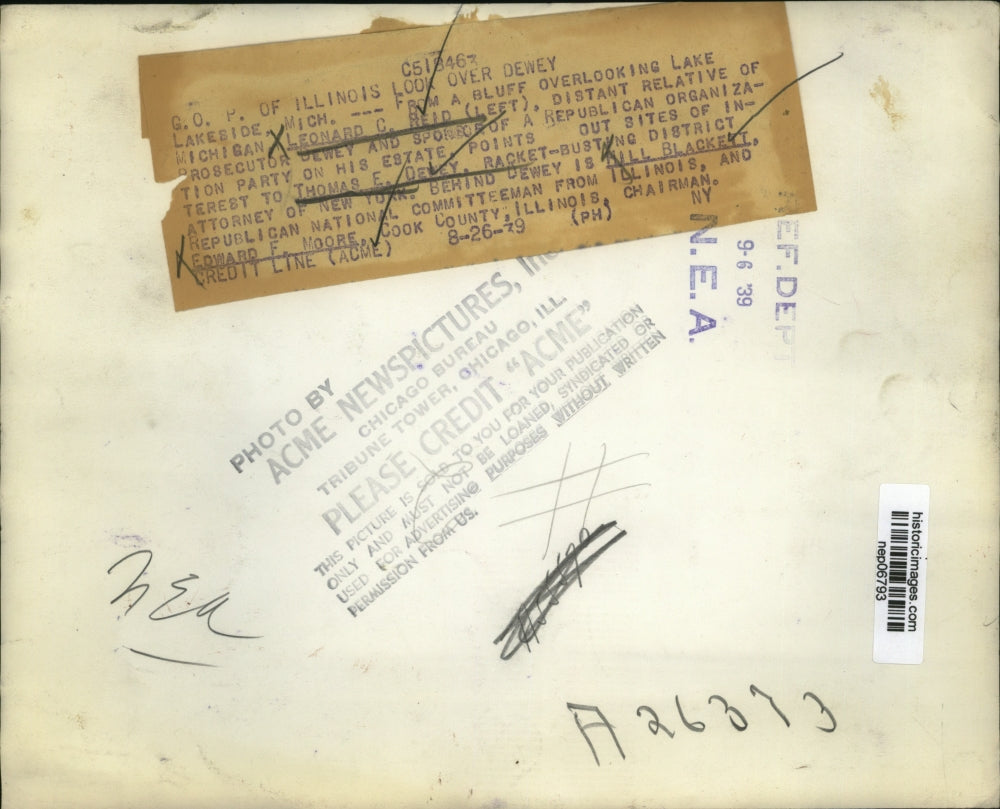 C518463
G. O. P. OF ILLINOIS LOOK OVER DEWEY
LAKESIDE, MICH. --- FROM A BLUFF OVERLOOKING LAKE
MICHIGAN, LEONARD C. REID (LEFT), DISTANT RELATIVE OF
PROSECUTOR DEWEY AND SPONSOR OF A REPUBLICAN ORGANIZA-
TION PARTY ON HIS ESTATE, POINTS OUT SITES OF IN-
TEREST TO THOMAS E. DEWEY, RACKET-BUSTING DISTRICT
ATTORNEY OF NEW YORK. BEHIND DEWEY IS HILL BLACKETT,
REPUBLICAN NATIONAL COMMITTEEMAN FROM ILLINOIS, AND
EDWARD F. MOORE, COOK COUNTY, ILLINOIS, CHAIRMAN.
CREDIT LINE (ACME) 8-26-39 (PH) NY
REF. DEPT
9-6 '39
N.E.A.
PHOTO BY
ACME NEWSPICTURES, Inc.
CHICAGO BUREAU
TRIBUNE TOWER, CHICAGO, ILL.
PLEASE CREDIT "ACME"
THIS PICTURE IS SOLD TO YOU FOR YOUR PUBLICATION
ONLY AND MUST NOT BE LOANED, SYNDICATED OR
USED FOR ADVERTISING PURPOSES WITHOUT WRITTEN
PERMISSION FROM US.
#
nea
A26373
historicimages.com
nep06793